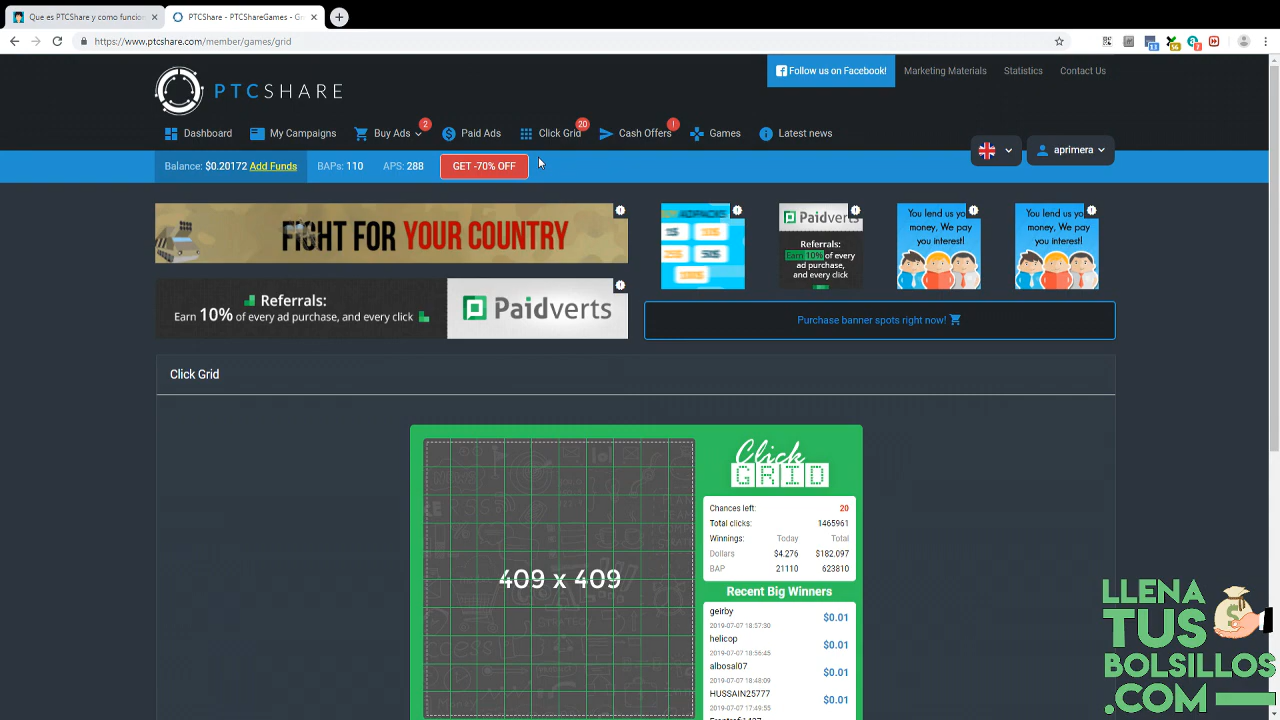 Que es PTCShare y como funcion
PTCShare - PTCShareGames - Gr
https://www.ptcshare.com/member/games/grid
PTCSHARE
Follow us on Facebook!
Marketing Materials
Statistics
Contact Us
Dashboard
My Campaigns
Buy Ads
2
Paid Ads
Click Grid
20
Cash Offers
!
Games
Latest news
aprimera
Balance: $0.20172 Add Funds
BAPs: 110
APS: 288
GET -70% OFF
FIGHT FOR YOUR COUNTRY
Paidverts
Referrals:
Earn 10% of every
ad purchase,
and every click
You lend us yo
money, We pay
you interest!
You lend us yo
money, We pay
you interest!
Referrals:
Earn 10% of every ad purchase, and every click
Paidverts
Purchase banner spots right now!
Click Grid
409 x 409
Click
GRID
Chances left: 20
Total clicks: 1465961
Winnings: Today Total
Dollars $4.276 $182.097
BAP 21110 623810
Recent Big Winners
geirby
2019-07-07 18:57:30
$0.01
helicop
2019-07-07 18:56:45
$0.01
albosal07
2019-07-07 18:48:09
$0.01
HUSSAIN25777
2019-07-07 17:49:55
$0.01
LLENA
TUS
BOLSILLOS
.COM